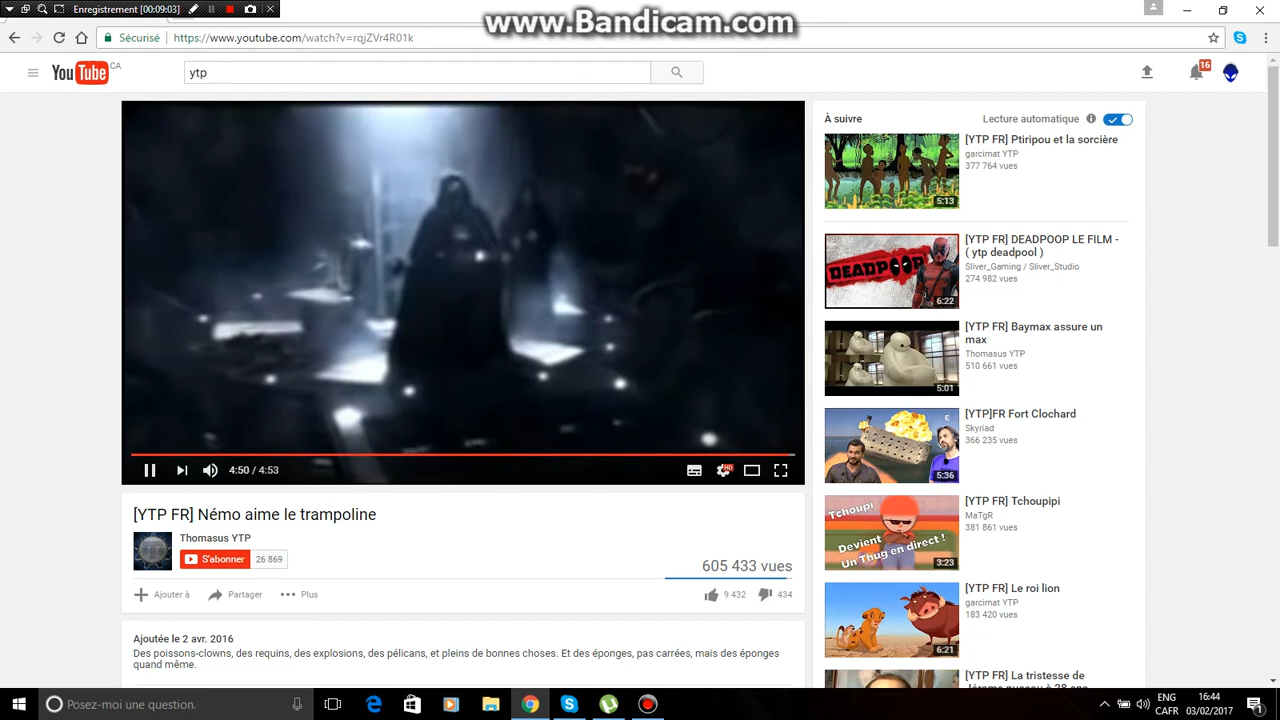 Enregistrement [00:09:03]
www.Bandicam.com
Sécurisé https://www.youtube.com/watch?v=rqjZVr4R01k
YouTube CA
ytp
16
À suivre
Lecture automatique
[YTP FR] Ptiripou et la sorcière
garcimat YTP
377 764 vues
5:13
[YTP FR] DEADPOOP LE FILM -
( ytp deadpool )
Sliver_Gaming / Sliver_Studio
274 982 vues
DEADPOOL
6:22
[YTP FR] Baymax assure un
max
Thomasus YTP
510 661 vues
5:01
[YTP]FR Fort Clochard
Skyriad
366 235 vues
5:36
[YTP FR] Tchoupipi
MaTgR
381 861 vues
Tchoupi
Devient
Un Thug en direct !
3:23
[YTP FR] Le roi lion
garcimat YTP
183 420 vues
6:21
[YTP FR] La tristesse de
4:50 / 4:53
HD
[YTP FR] Némo aime le trampoline
Thomasus YTP
S'abonner 26 869
605 433 vues
Ajouter à Partager Plus
9 432 434
Ajoutée le 2 avr. 2016
Des poissons-clowns, des requins, des explosions, des pélicans, et pleins de bonnes choses. Et des éponges, pas carrées, mais des éponges
quand même.
Posez-moi une question.
ENG 16:44
CAFR 03/02/2017
1